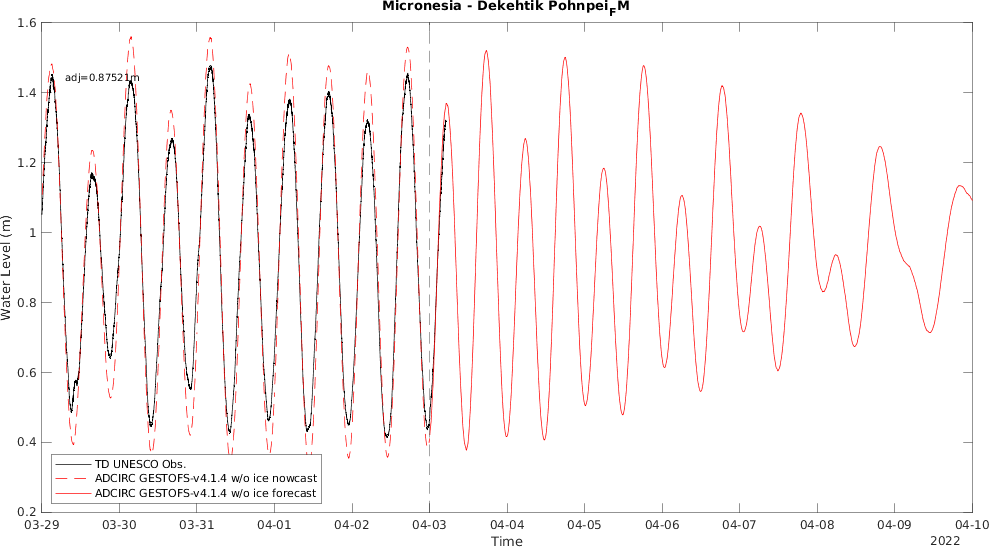 Micronesia - Dekehtik Pohnpei_FM
1.6
1.4
1.2
1
0.8
0.6
0.4
0.2
Water Level (m)
adj=0.87521m
TD UNESCO Obs.
ADCIRC GESTOFS-v4.1.4 w/o ice nowcast
ADCIRC GESTOFS-v4.1.4 w/o ice forecast
03-29 03-30 03-31 04-01 04-02 04-03 04-04 04-05 04-06 04-07 04-08 04-09 04-10
Time
2022